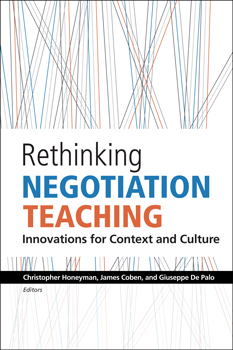 Rethinking
NEGOTIATION
TEACHING
Innovations for Context and Culture
Christopher Honeyman, James Coben, and Giuseppe De Palo
Editors